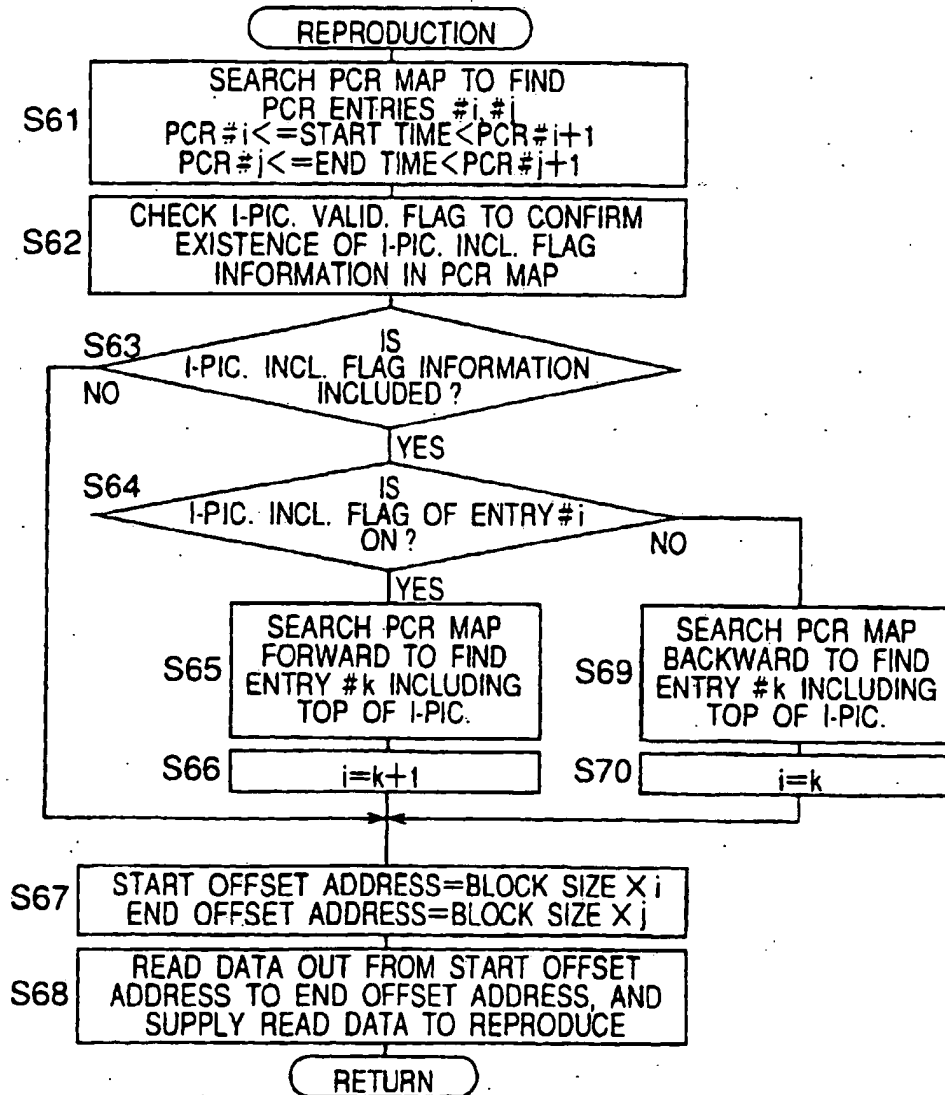 REPRODUCTION
S61
SEARCH PCR MAP TO FIND
PCR ENTRIES #i, #j
PCR#i<=START TIME<PCR#i+1
PCR#j<=END TIME<PCR#j+1
S62
CHECK I-PIC. VALID. FLAG TO CONFIRM
EXISTENCE OF I-PIC. INCL. FLAG
INFORMATION IN PCR MAP
S63
IS
I-PIC. INCL. FLAG INFORMATION
INCLUDED?
NO
YES
S64
IS
I-PIC. INCL. FLAG OF ENTRY#i
ON?
NO
YES
S65
SEARCH PCR MAP
FORWARD TO FIND
ENTRY #k INCLUDING
TOP OF I-PIC.
S69
SEARCH PCR MAP
BACKWARD TO FIND
ENTRY #k INCLUDING
TOP OF I-PIC.
S66
i=k+1
S70
i=k
S67
START OFFSET ADDRESS=BLOCK SIZE X i
END OFFSET ADDRESS=BLOCK SIZE X j
S68
READ DATA OUT FROM START OFFSET
ADDRESS TO END OFFSET ADDRESS, AND
SUPPLY READ DATA TO REPRODUCE
RETURN